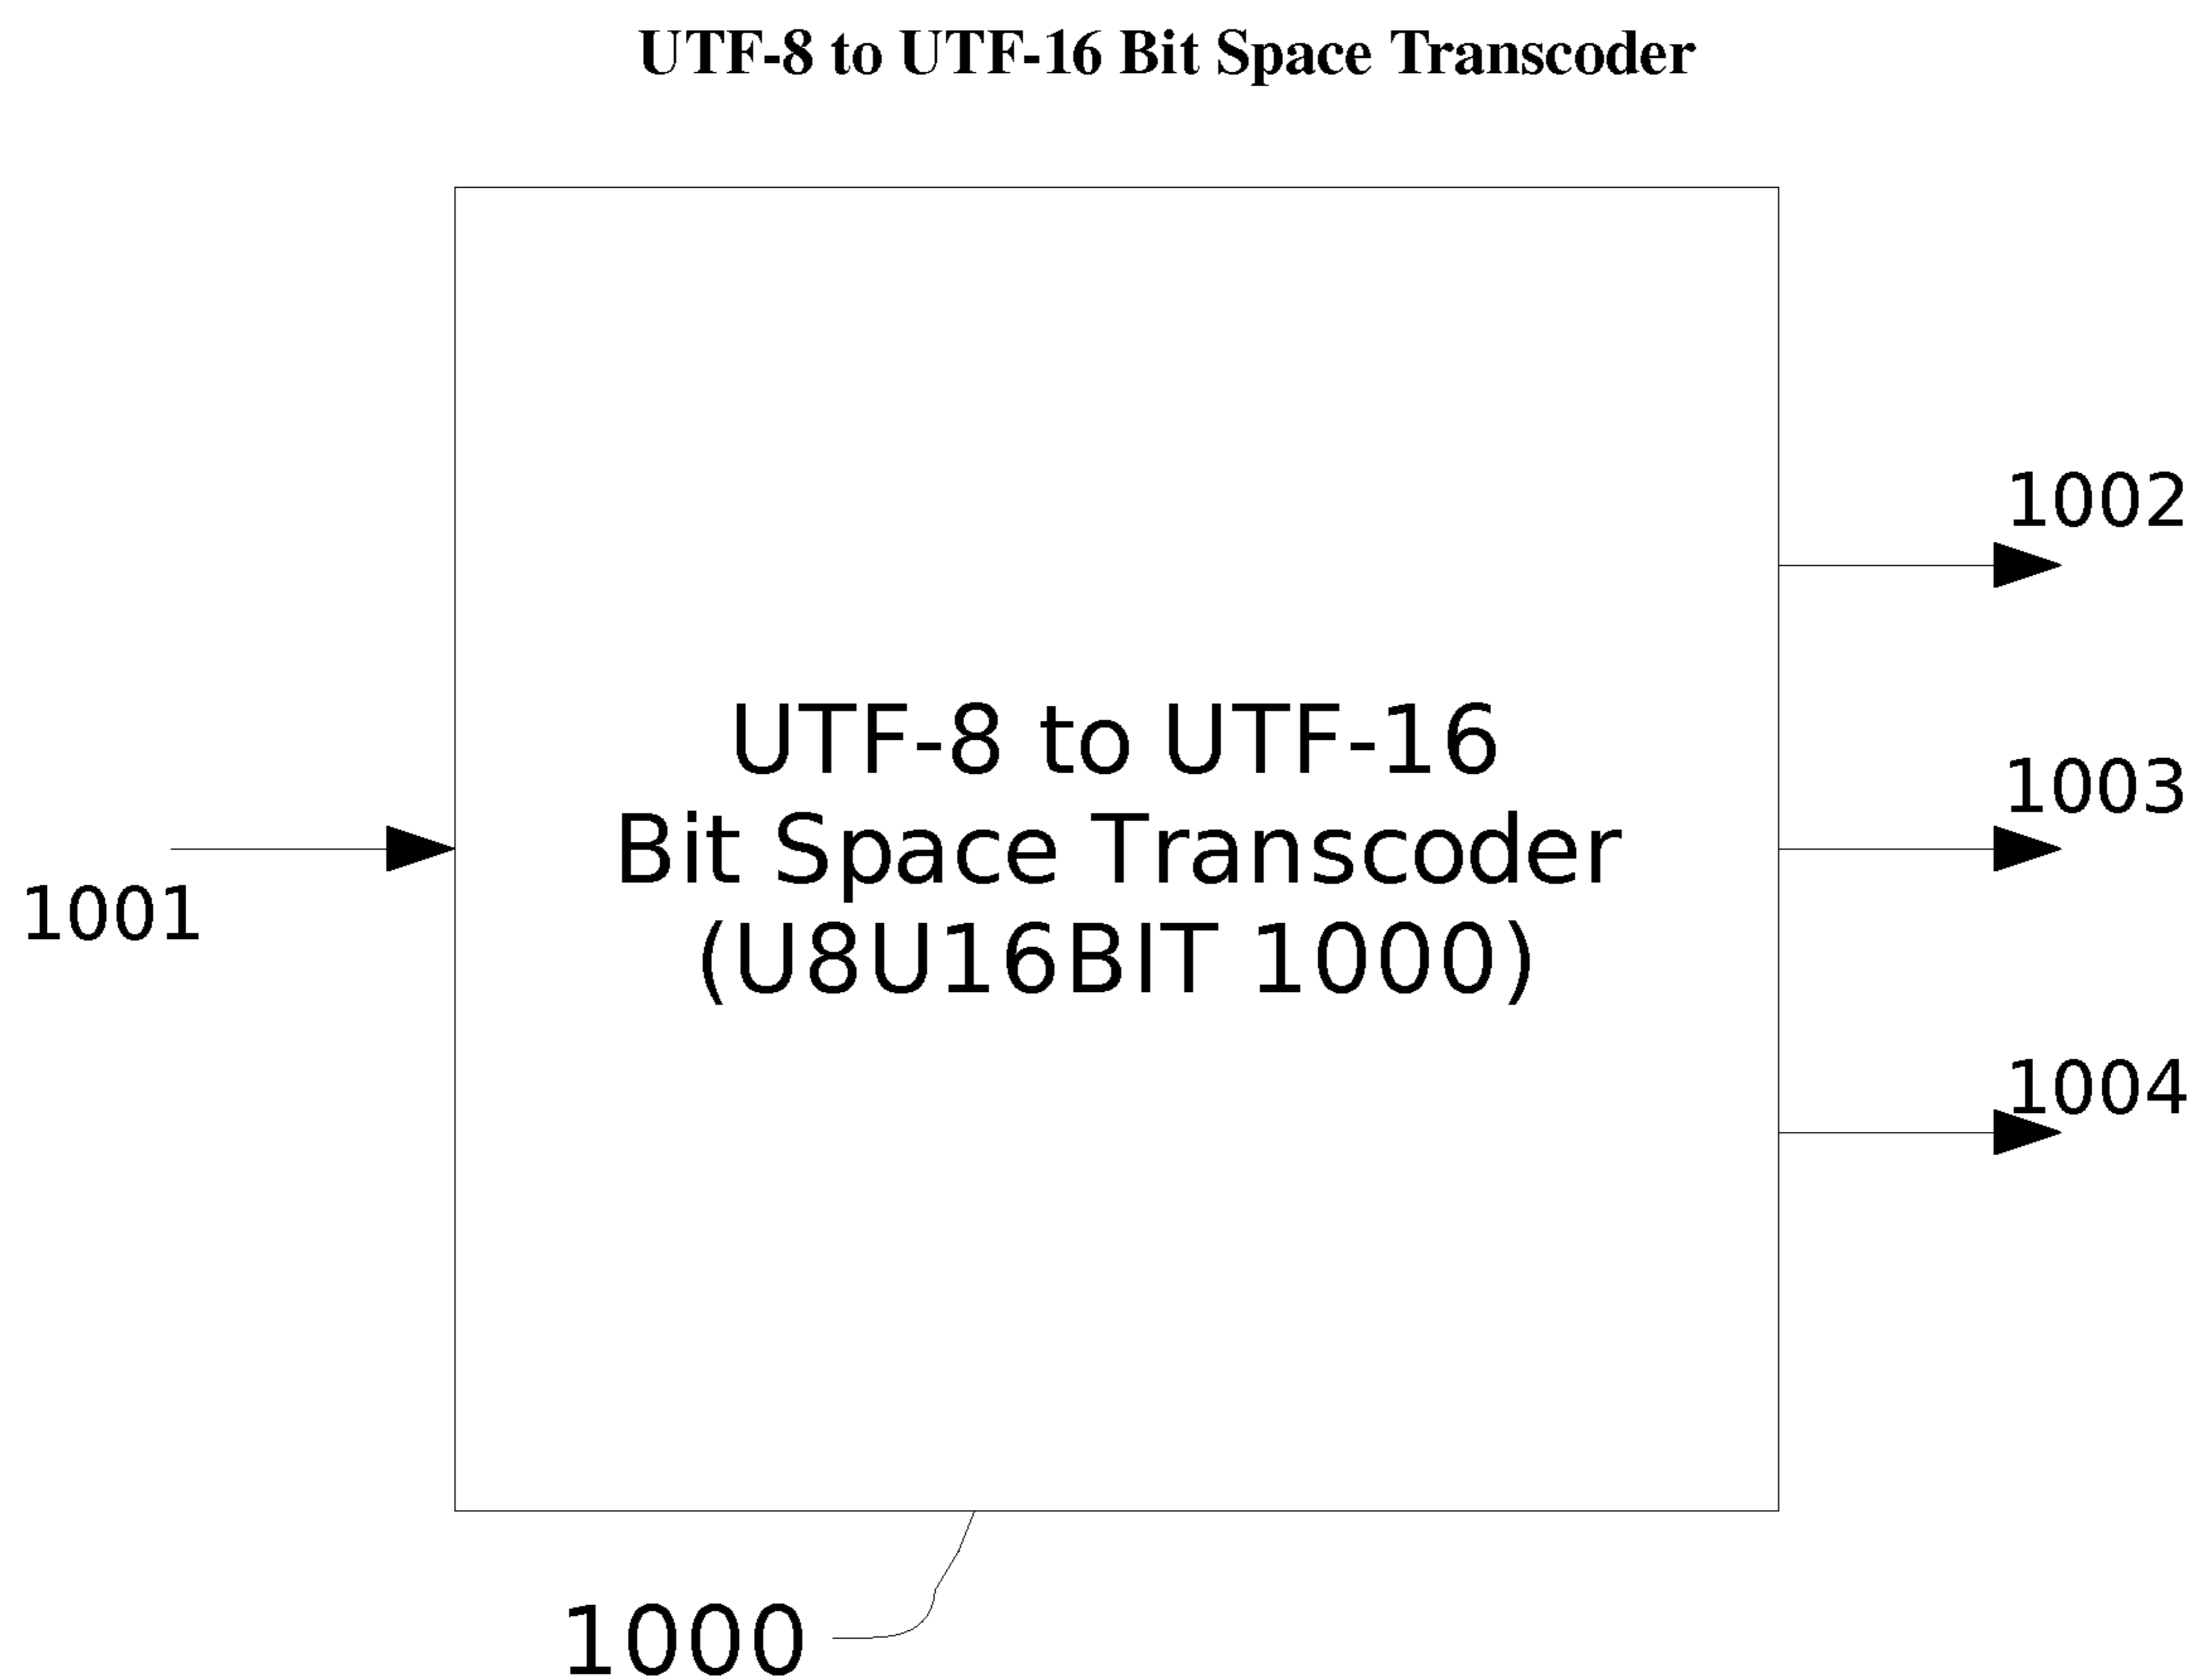 UTF-8 to UTF-16 Bit Space Transcoder
1002
1003
UTF-8 to UTF-16
Bit Space Transcoder
(U8U16BIT 1000)
1001
1004
1000